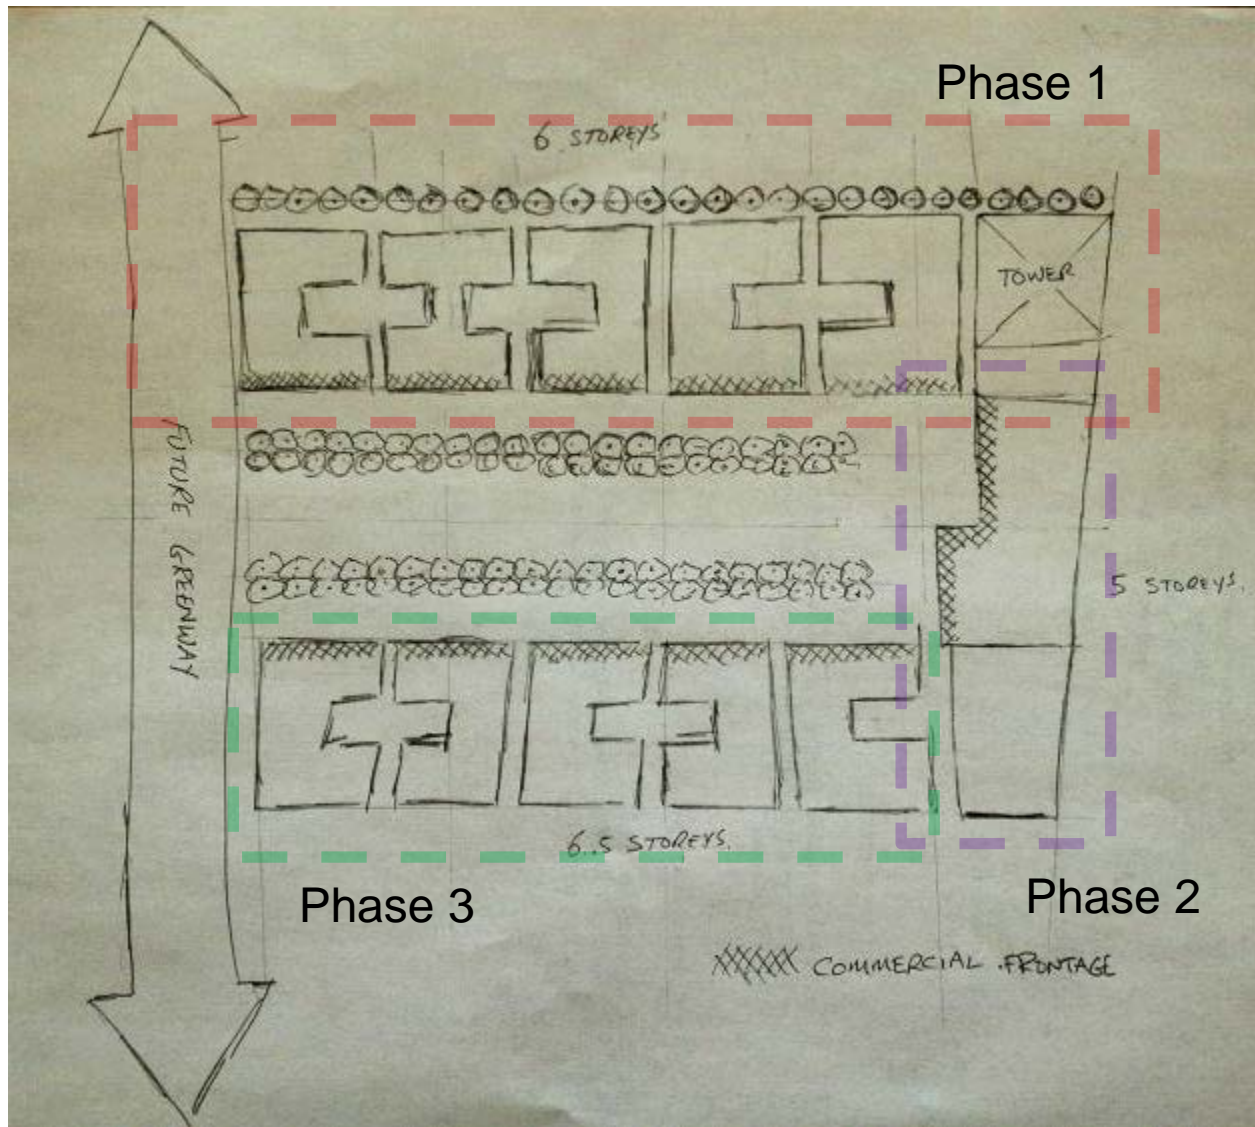 Phase 1
6 STOREYS
TOWER
FUTURE GREENWAY
5 STOREYS.
6.5 STOREYS.
Phase 3
Phase 2
COMMERCIAL FRONTAGE